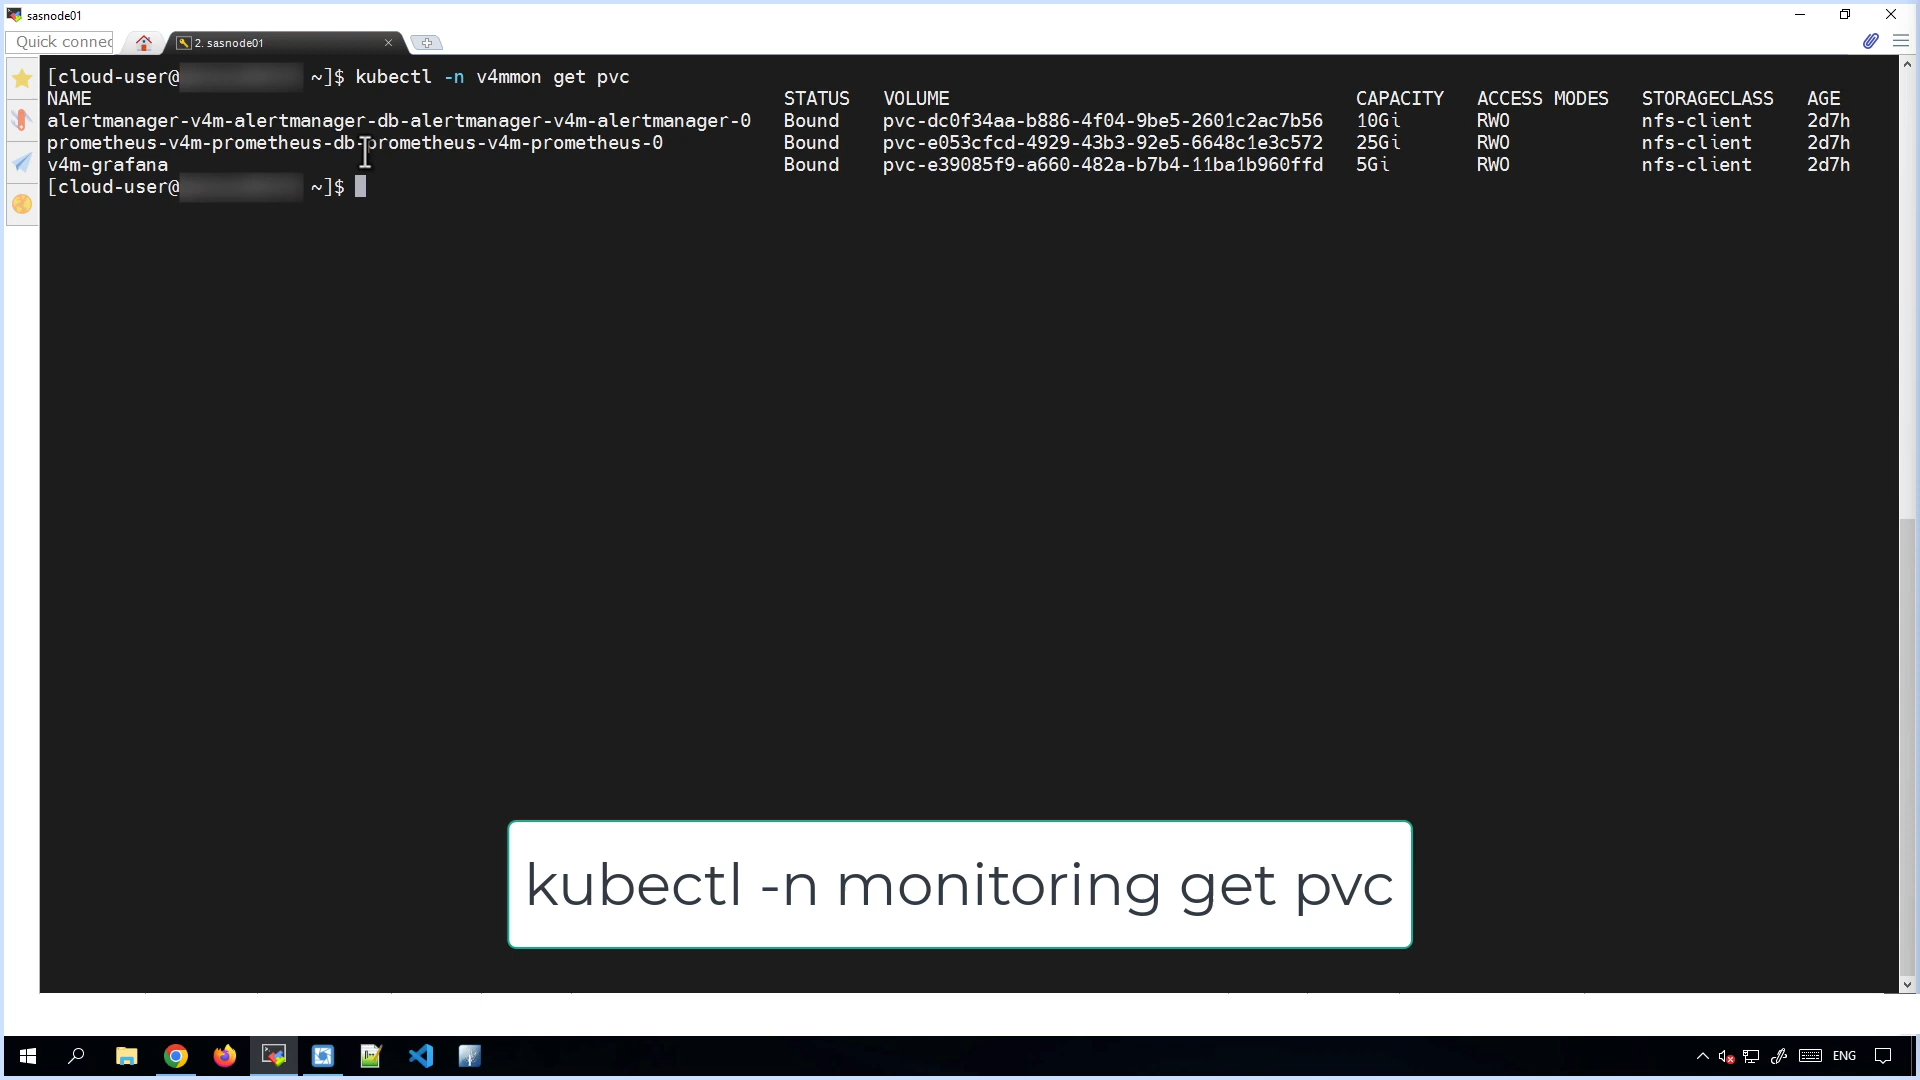 sasnode01
Quick connec
2. sasnode01
[cloud-user@ ~]$ kubectl -n v4mmon get pvc
NAME STATUS VOLUME CAPACITY ACCESS MODES STORAGECLASS AGE
alertmanager-v4m-alertmanager-db-alertmanager-v4m-alertmanager-0 Bound pvc-dc0f34aa-b886-4f04-9be5-2601c2ac7b56 10Gi RWO nfs-client 2d7h
prometheus-v4m-prometheus-db-prometheus-v4m-prometheus-0 Bound pvc-e053cfcd-4929-43b3-92e5-6648c1e3c572 25Gi RWO nfs-client 2d7h
v4m-grafana Bound pvc-e39085f9-a660-482a-b7b4-11ba1b960ffd 5Gi RWO nfs-client 2d7h
[cloud-user@ ~]$
kubectl -n monitoring get pvc
ENG